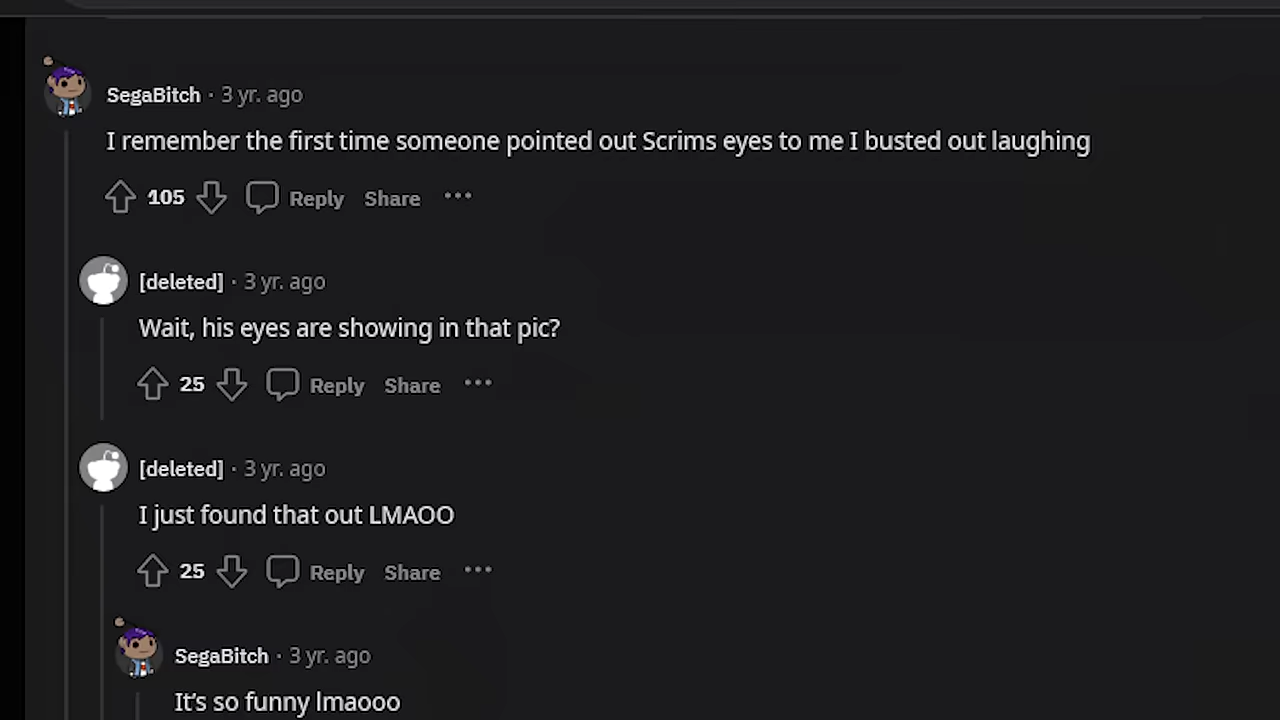 SegaBitch · 3 yr. ago
I remember the first time someone pointed out Scrims eyes to me I busted out laughing
105 Reply Share ···
[deleted] · 3 yr. ago
Wait, his eyes are showing in that pic?
25 Reply Share ···
[deleted] · 3 yr. ago
I just found that out LMAOO
25 Reply Share ···
SegaBitch · 3 yr. ago
It's so funny lmaooo